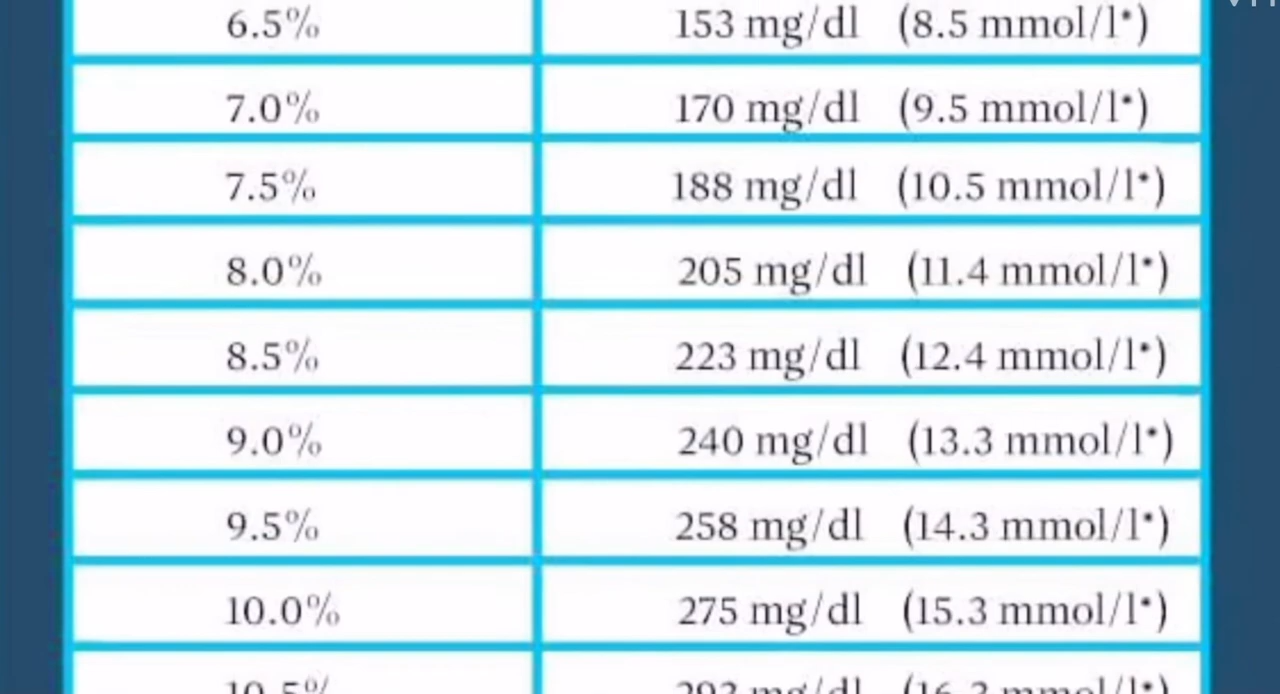 6.5% 153 mg/dl (8.5 mmol/l*)
7.0% 170 mg/dl (9.5 mmol/l*)
7.5% 188 mg/dl (10.5 mmol/l*)
8.0% 205 mg/dl (11.4 mmol/l*)
8.5% 223 mg/dl (12.4 mmol/l*)
9.0% 240 mg/dl (13.3 mmol/l*)
9.5% 258 mg/dl (14.3 mmol/l*)
10.0% 275 mg/dl (15.3 mmol/l*)